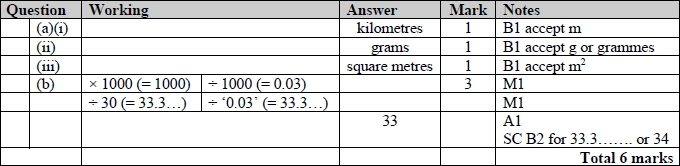 Question Working Answer Mark Notes
(a)(i) kilometres 1 B1 accept m
(ii) grams 1 B1 accept g or grammes
(iii) square metres 1 B1 accept m²
(b) × 1000 (= 1000) ÷ 1000 (= 0.03) 3 M1
÷ 30 (= 33.3…) ÷ ‘0.03’ (= 33.3…) M1
33 A1
SC B2 for 33.3……. or 34
Total 6 marks